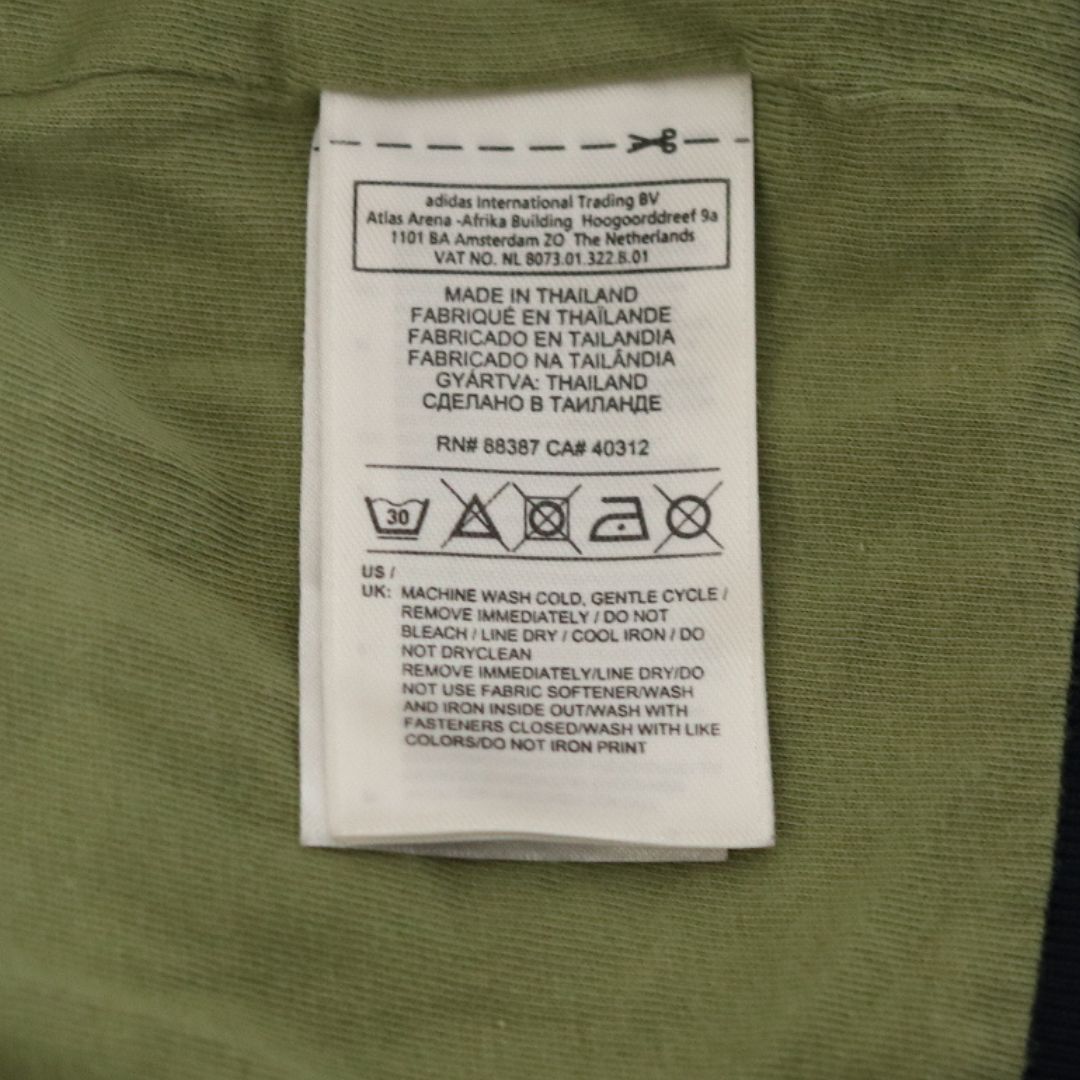 adidas International Trading BV
Atlas Arena -Afrika Building Hoogoorddreef 9a
1101 BA Amsterdam ZO The Netherlands
VAT NO. NL 8073.01.322.B.01
MADE IN THAILAND
FABRIQUÉ EN THAÏLANDE
FABRICADO EN TAILANDIA
FABRICADO NA TAILÂNDIA
GYÁRTVA: THAILAND
СДЕЛАНО В ТАИЛАНДЕ
RN# 88387 CA# 40312
30
US /
UK: MACHINE WASH COLD, GENTLE CYCLE /
REMOVE IMMEDIATELY / DO NOT
BLEACH / LINE DRY / COOL IRON / DO
NOT DRYCLEAN
REMOVE IMMEDIATELY/LINE DRY/DO
NOT USE FABRIC SOFTENER/WASH
AND IRON INSIDE OUT/WASH WITH
FASTENERS CLOSED/WASH WITH LIKE
COLORS/DO NOT IRON PRINT